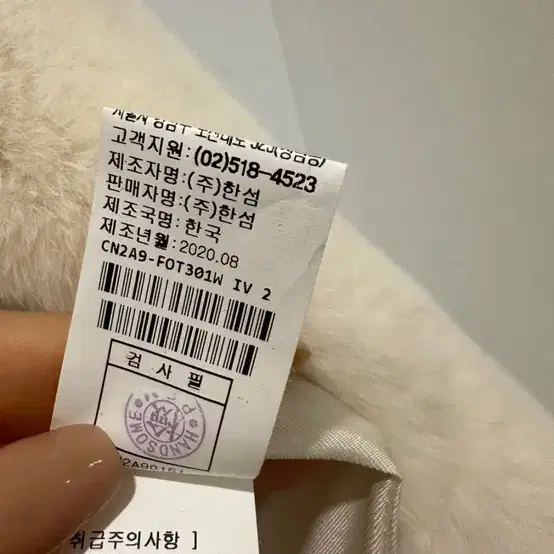 고객지원:(02)518-4523
제조자명:(주)한섬
판매자명:(주)한섬
제조국명:한국
제조년월:2020.08
CN2A9-FOT301W IV 2
검 사 필
HANDSOME
취급주의사항 ]